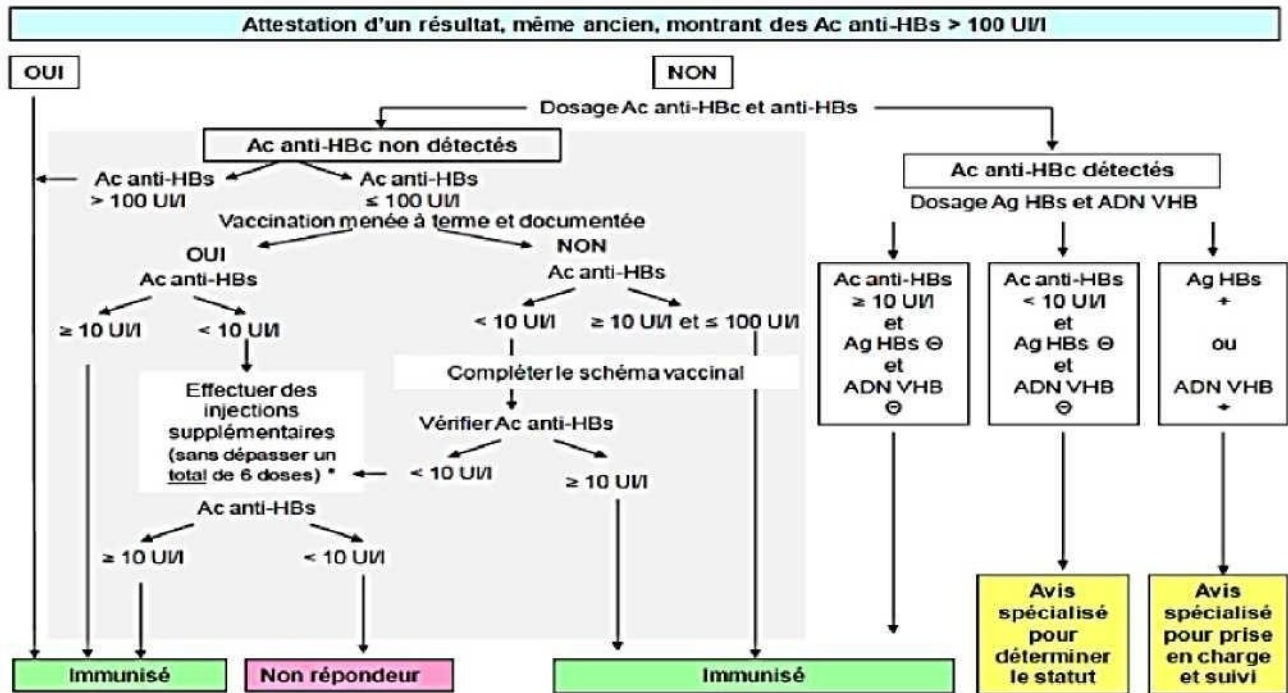 Attestation d'un résultat, même ancien, montrant des Ac anti-HBs > 100 UI/l
OUI
NON
Dosage Ac anti-HBc et anti-HBs
Ac anti-HBc non détectés
Ac anti-HBs
> 100 UI/l
Ac anti-HBs
≤ 100 UI/l
Vaccination menée à terme et documentée
OUI
Ac anti-HBs
≥ 10 UI/l
< 10 UI/l
Effectuer des
injections
supplémentaires
(sans dépasser un
total de 6 doses) *
Ac anti-HBs
≥ 10 UI/l
< 10 UI/l
NON
Ac anti-HBs
< 10 UI/l
≥ 10 UI/l et ≤ 100 UI/l
Compléter le schéma vaccinal
Vérifier Ac anti-HBs
< 10 UI/l
≥ 10 UI/l
Ac anti-HBc détectés
Dosage Ag HBs et ADN VHB
Ac anti-HBs
≥ 10 UI/l
et
Ag HBs ⊖
et
ADN VHB
⊖
Ac anti-HBs
< 10 UI/l
et
Ag HBs ⊖
et
ADN VHB
⊖
Ag HBs
+
ou
ADN VHB
+
Immunisé
Non répondeur
Immunisé
Avis
spécialisé
pour
déterminer
le statut
Avis
spécialisé
pour prise
en charge
et suivi